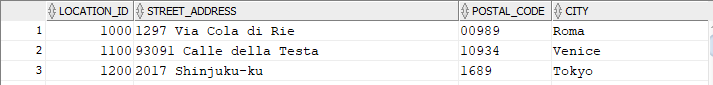 LOCATION_ID STREET_ADDRESS POSTAL_CODE CITY
1 1000 1297 Via Cola di Rie 00989 Roma
2 1100 93091 Calle della Testa 10934 Venice
3 1200 2017 Shinjuku-ku 1689 Tokyo